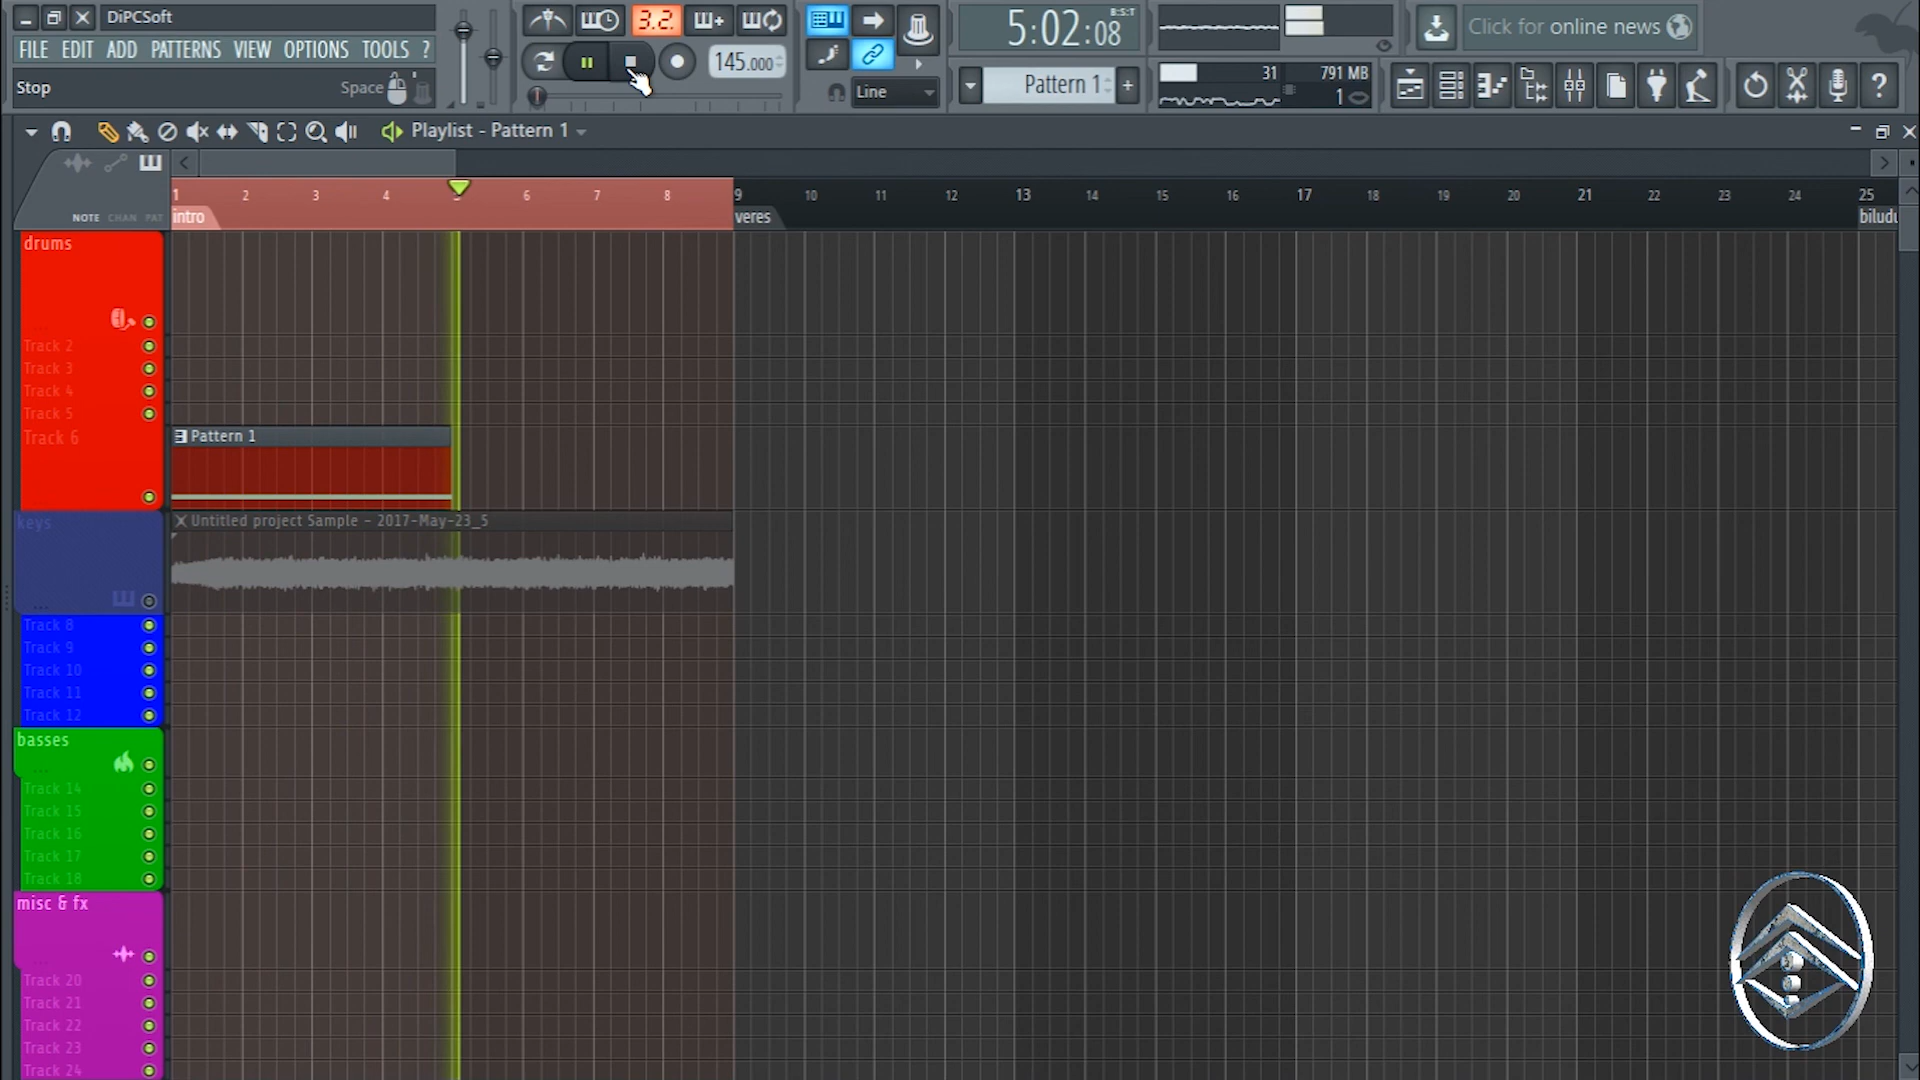 DiPCSoft
FILE EDIT ADD PATTERNS VIEW OPTIONS TOOLS ?
Stop
Space
3.2.
145.000
Line
5:02:08
B:S:T
Pattern 1
+
31
791 MB
1
Click for online news
?
Playlist - Pattern 1
NOTE CHAN PAT
1 2 3 4 5 6 7 8 9 10 11 12 13 14 15 16 17 18 19 20 21 22 23 24 25
intro
veres
biludu
drums
Track 2
Track 3
Track 4
Track 5
Track 6
Pattern 1
keys
Untitled project Sample - 2017-May-23_5
Track 8
Track 9
Track 10
Track 11
Track 12
basses
Track 14
Track 15
Track 16
Track 17
Track 18
misc & fx
Track 20
Track 21
Track 22
Track 23
Track 24